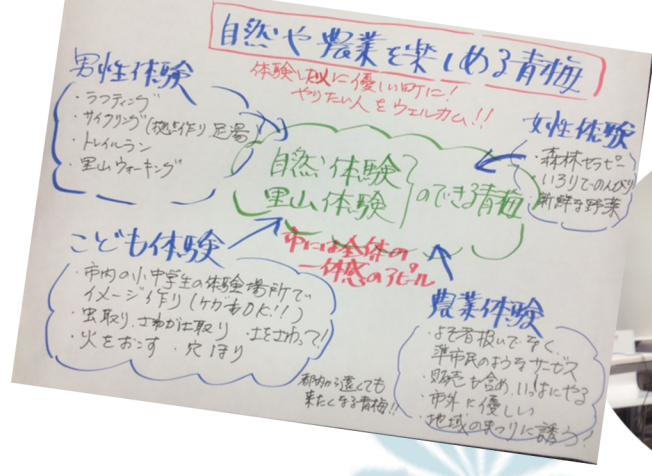 自然や農業を楽しめる青梅
体験したい人に優しい町に!
やりたい人をウェルカム!!
男性体験
・ラフティング
・サイクリング(拠点作り 足湯)
・トレイルラン
・里山ウォーキング
女性体験
・森林セラピー
・いろりでのんびり
・新鮮な野菜
自然体験
里山体験
のできる青梅
市には全体の
一体感のアピール
こども体験
・市内の小中学生の体験場所で
イメージ作り(ケガもOK!!)
・虫取り、さわがに取り ・土をさわって!
・火をおこす ・穴ほり
農業体験
・よそ者扱いでなく、
準市民のようなサービス
・販売も含め、いっしょにやる
・市外に優しい
・地域のまつりに誘う!
都内から遠くても
来たくなる青梅!!